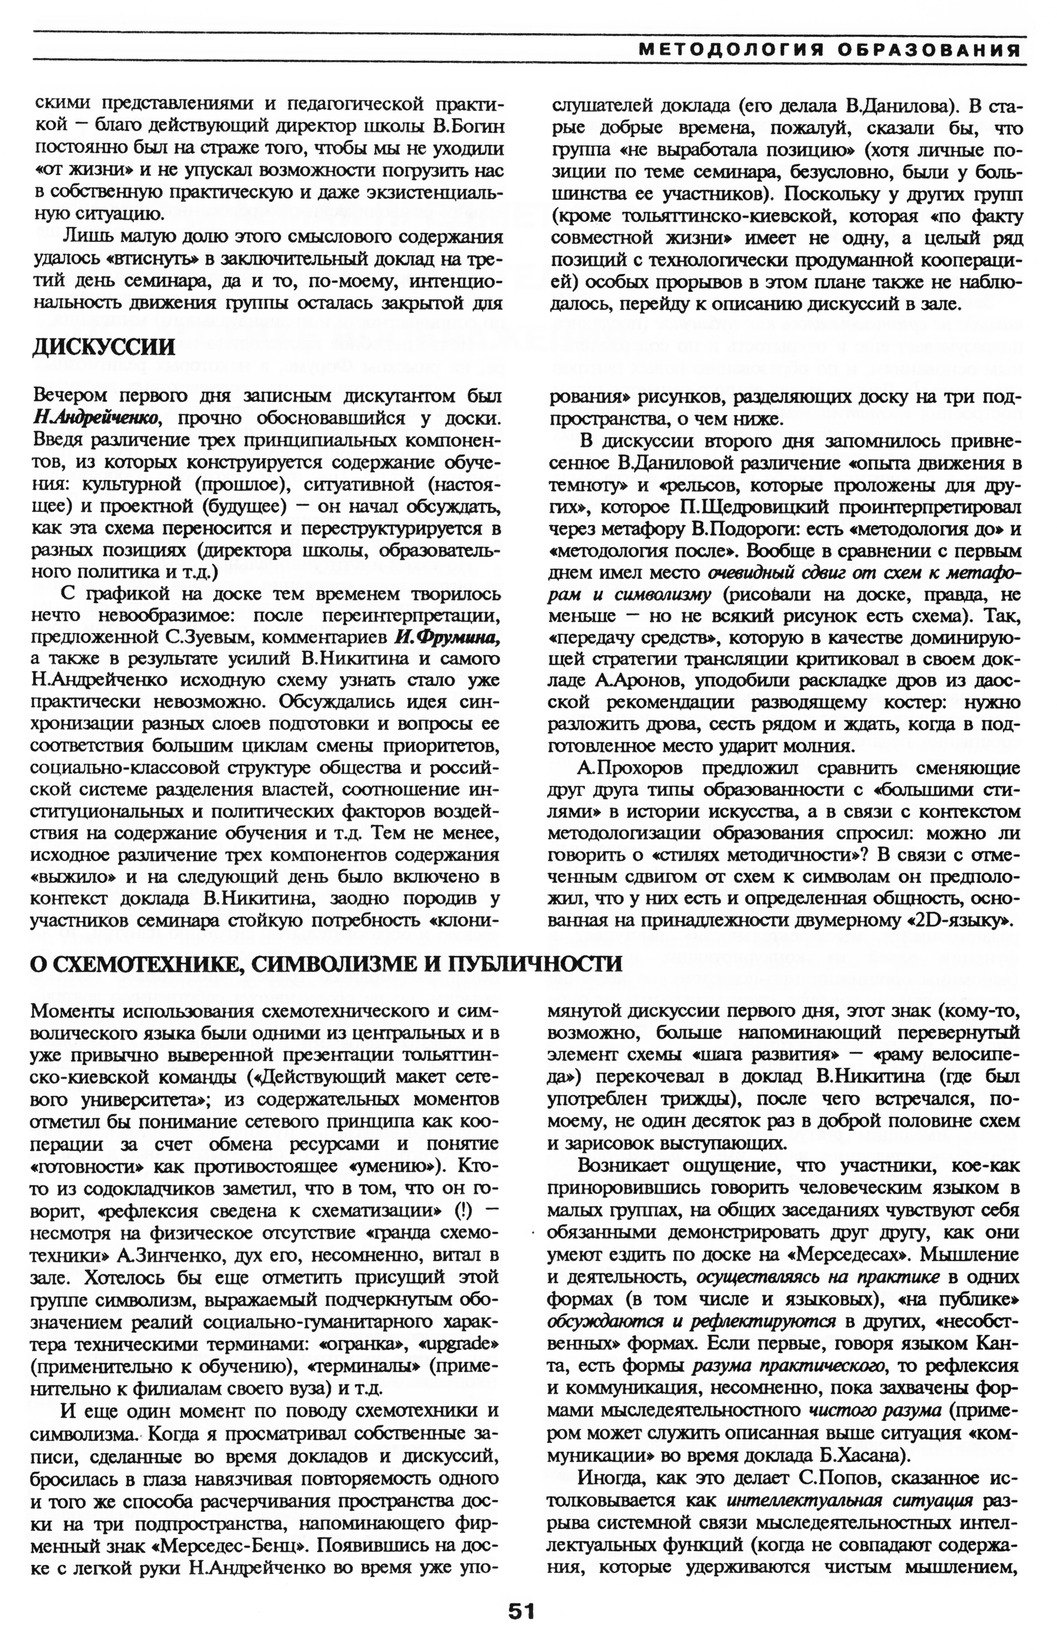 МЕТОДОЛОГИЯ ОБРАЗОВАНИЯ
скими представлениями и педагогической практи-
кой — благо действующий директор школы В.Богин
постоянно был на страже того, чтобы мы не уходили
«от жизни» и не упускал возможности погрузить нас
в собственную практическую и даже экзистенциаль-
ную ситуацию.
Лишь малую долю этого смыслового содержания
удалось «втиснуть» в заключительный доклад на тре-
тий день семинара, да и то, по-моему, интенцио-
нальность движения группы осталась закрытой для
слушателей доклада (его делала В.Данилова). В ста-
рые добрые времена, пожалуй, сказали бы, что
группа «не выработала позицию» (хотя личные по-
зиции по теме семинара, безусловно, были у боль-
шинства ее участников). Поскольку у других групп
(кроме тольяттинско-киевской, которая «по факту
совместной жизни» имеет не одну, а целый ряд
позиций с технологически продуманной коопераци-
ей) особых прорывов в этом плане также не наблю-
далось, перейду к описанию дискуссий в зале.
ДИСКУССИИ
Вечером первого дня записным дискутантом был
Н.Андрейченко, прочно обосновавшийся у доски.
Введя различение трех принципиальных компонен-
тов, из которых конструируется содержание обуче-
ния: культурной (прошлое), ситуативной (настоя-
щее) и проектной (будущее) — он начал обсуждать,
как эта схема переносится и переструктурируется в
разных позициях (директора школы, образователь-
ного политика и т.д.)
С графикой на доске тем временем творилось
нечто невообразимое: после переинтерпретации,
предложенной С.Зуевым, комментариев И.Фрумина,
а также в результате усилий В.Никитина и самого
Н.Андрейченко исходную схему узнать стало уже
практически невозможно. Обсуждались идея син-
хронизации разных слоев подготовки и вопросы ее
соответствия большим циклам смены приоритетов,
социально-классовой структуре общества и россий-
ской системе разделения властей, соотношение ин-
ституциональных и политических факторов воздей-
ствия на содержание обучения и т.д. Тем не менее,
исходное различение трех компонентов содержания
«выжило» и на следующий день было включено в
контекст доклада В.Никитина, заодно породив у
участников семинара стойкую потребность «клони-
рования» рисунков, разделяющих доску на три под-
пространства, о чем ниже.
В дискуссии второго дня запомнилось привне-
сенное В.Даниловой различение «опыта движения в
темноту» и «рельсов, которые проложены для дру-
гих», которое П.Щедровицкий проинтерпретировал
через метафору В.Подороги: есть «методология до» и
«методология после». Вообще в сравнении с первым
днем имел место очевидный сдвиг от схем к метафо-
рам и символизму (рисовали на доске, правда, не
меньше — но не всякий рисунок есть схема). Так,
«передачу средств», которую в качестве доминирую-
щей стратегии трансляции критиковал в своем док-
ладе А.Аронов, уподобили раскладке дров из даос-
ской рекомендации разводящему костер: нужно
разложить дрова, сесть рядом и ждать, когда в под-
готовленное место ударит молния.
А.Прохоров предложил сравнить сменяющие
друг друга типы образованности с «большими сти-
лями» в истории искусства, а в связи с контекстом
методологизации образования спросил: можно ли
говорить о «стилях методичности»? В связи с отме-
ченным сдвигом от схем к символам он предполо-
жил, что у них есть и определенная общность, осно-
ванная на принадлежности двумерному «2D-языку».
О СХЕМОТЕХНИКЕ, СИМВОЛИЗМЕ И ПУБЛИЧНОСТИ
Моменты использования схемотехнического и сим-
волического языка были одними из центральных и в
уже привычно выверенной презентации тольяттин-
ско-киевской команды («Действующий макет сете-
вого университета»; из содержательных моментов
отметил бы понимание сетевого принципа как коо-
перации за счет обмена ресурсами и понятие
«готовности» как противостоящее «умению»). Кто-
то из содокладчиков заметил, что в том, что он го-
ворит, «рефлексия сведена к схематизации» (!) —
несмотря на физическое отсутствие «гранда схемо-
техники» А.Зинченко, дух его, несомненно, витал в
зале. Хотелось бы еще отметить присущий этой
группе символизм, выражаемый подчеркнутым обо-
значением реалий социально-гуманитарного харак-
тера техническими терминами: «огранка», «upgrade»
(применительно к обучению), «терминалы» (приме-
нительно к филиалам своего вуза) и т.д.
И еще один момент по поводу схемотехники и
символизма. Когда я просматривал собственные за-
писи, сделанные во время докладов и дискуссий,
бросилась в глаза навязчивая повторяемость одного
и того же способа расчерчивания пространства дос-
ки на три подпространства, напоминающего фир-
менный знак «Мерседес-Бенц». Появившись на дос-
ке с легкой руки Н.Андрейченко во время уже упо-
мянутой дискуссии первого дня, этот знак (кому-то,
возможно, больше напоминающий перевернутый
элемент схемы «шага развития» — «раму велосипе-
да») перекочевал в доклад В.Никитина (где был
употреблен трижды), после чего встречался, по-
моему, не один десяток раз в доброй половине схем
и зарисовок выступающих.
Возникает ощущение, что участники, кое-как
приноровившись говорить человеческим языком в
малых группах, на общих заседаниях чувствуют себя
обязанными демонстрировать друг другу, как они
умеют ездить по доске на «Мерседесах». Мышление
и деятельность, осуществляясь на практике в одних
формах (в том числе и языковых), «на публике»
обсуждаются и рефлектируются в других, «несобст-
венных» формах. Если первые, говоря языком Кан-
та, есть формы разума практического, то рефлексия
и коммуникация, несомненно, пока захвачены фор-
мами мыследеятельностного чистого разума (приме-
ром может служить описанная выше ситуация «ком-
муникации» во время доклада Б.Хасана).
Иногда, как это делает С.Попов, сказанное ис-
толковывается как интеллектуальная ситуация раз-
рыва системной связи мыследеятельностных интел-
лектуальных функций (когда не совпадают содержа-
ния, которые удерживаются чистым мышлением,
51